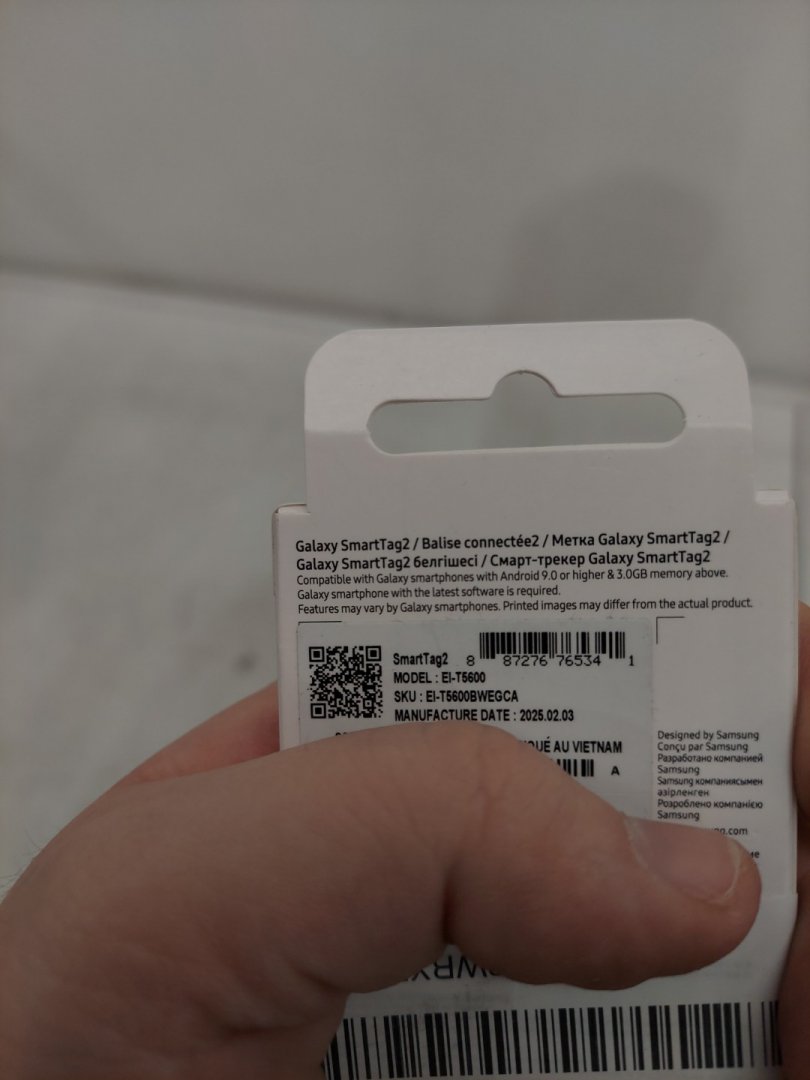 Galaxy SmartTag2 / Balise connectée2 / Метка Galaxy SmartTag2 /
Galaxy SmartTag2 белгішесі / Смарт-трекер Galaxy SmartTag2
Compatible with Galaxy smartphones with Android 9.0 or higher & 3.0GB memory above.
Galaxy smartphone with the latest software is required.
Features may vary by Galaxy smartphones. Printed images may differ from the actual product.
SmartTag2
8 87276 76534 1
MODEL : EI-T5600
SKU : EI-T5600BWEGCA
MANUFACTURE DATE : 2025.02.03
AU VIETNAM
A
Designed by Samsung
Conçu par Samsung
Разработано компанией
Samsung
Samsung компаниясымен
әзірленген
Розроблено компанією
Samsung